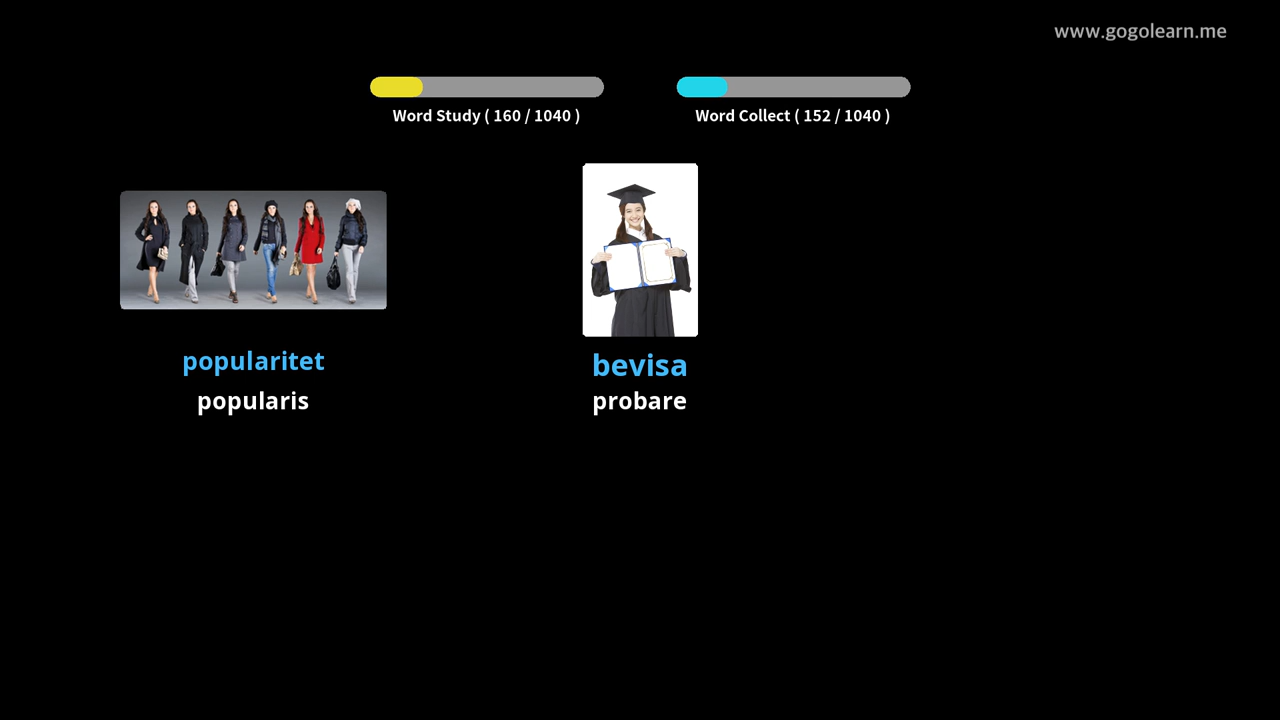 www.gogolearn.me
Word Study ( 160 / 1040 )
Word Collect ( 152 / 1040 )
popularitet
popularis
bevisa
probare